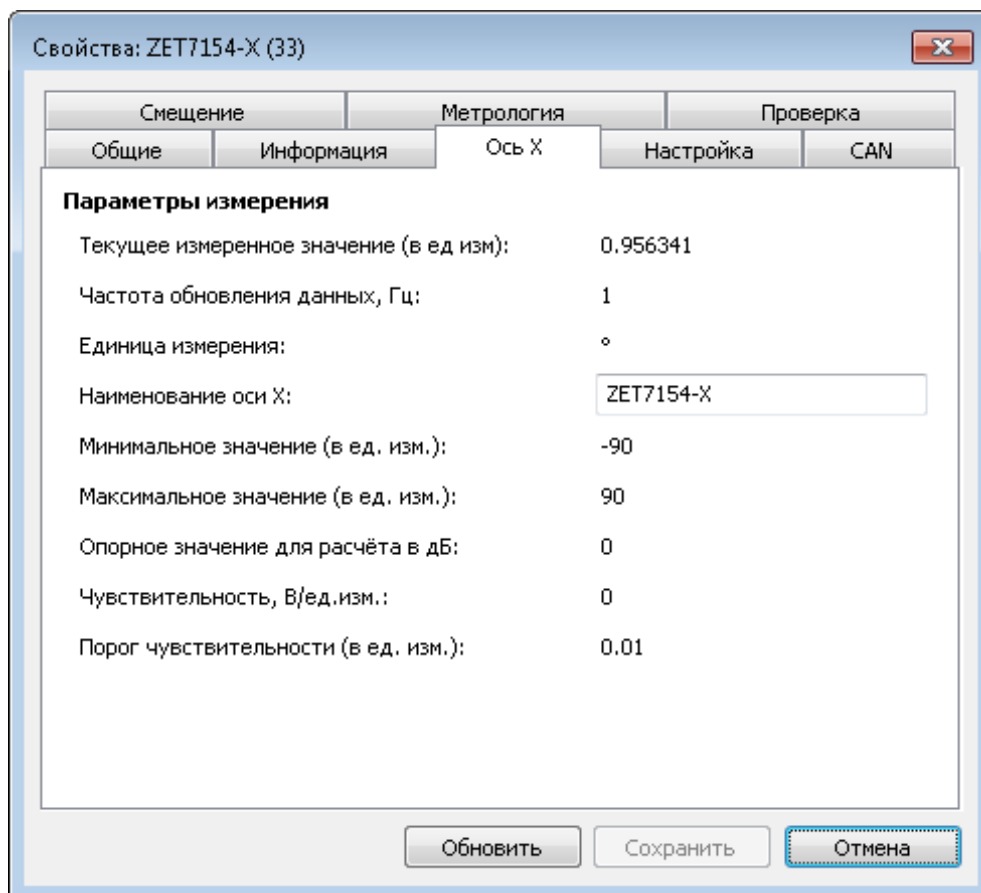 Свойства: ZET7154-X (33)
Смещение Метрология Проверка
Общие Информация Ось X Настройка CAN
Параметры измерения
Текущее измеренное значение (в ед изм): 0.956341
Частота обновления данных, Гц: 1
Единица измерения: °
Наименование оси X: ZET7154-X
Минимальное значение (в ед. изм.): -90
Максимальное значение (в ед. изм.): 90
Опорное значение для расчёта в дБ: 0
Чувствительность, В/ед.изм.: 0
Порог чувствительности (в ед. изм.): 0.01
Обновить Сохранить Отмена